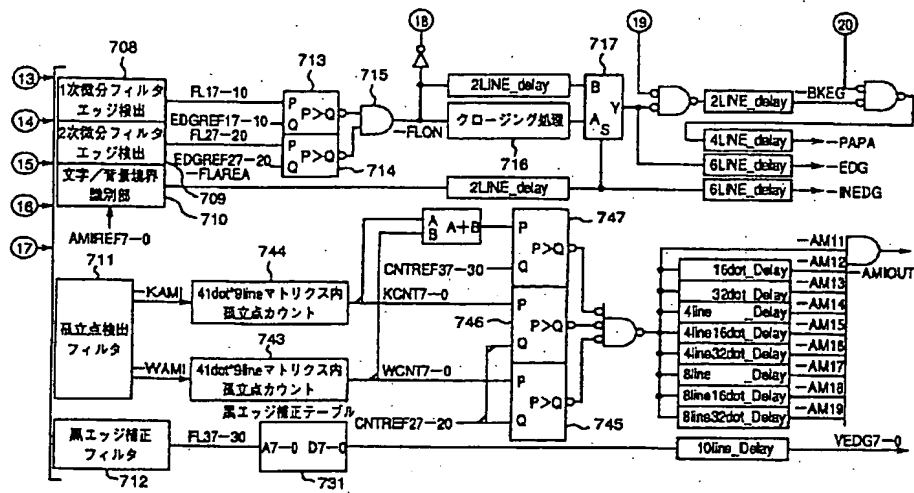 18
19
20
13
14
15
16
17
708
1次微分フィルタ
エッジ検出
2次微分フィルタ
エッジ検出
文字/背景境界
識別部
709
710
AMIREF7-0
FL17-10
EDGREF17-10
FL27-20
EDGREF27-20
-FLAREA
713
P
Q
P>Q
P
Q
P>Q
714
715
-FLON
2LINE_delay
クロージング処理
716
2LINE_delay
717
B
A
S
Y
2LINE_delay
-BKEG
4LINE_delay
-PAPA
6LINE_delay
-EDG
6LINE_delay
-INEDG
711
孤立点検出
フィルタ
-KAMI
-WAMI
744
41dot*9lineマトリクス内
孤立点カウント
743
41dot*9lineマトリクス内
孤立点カウント
A
B
A+B
CNTREF37-30
KCNT7-0
WCNT7-0
CNTREF27-20
747
P
Q
P>Q
746
P
Q
P>Q
P
Q
P>Q
745
-AM11
16dot_Delay
-AM12
32dot_Delay
-AM13
4line _Delay
-AM14
4line16dot_Delay
-AM15
4line32dot_Delay
-AM16
8line _Delay
-AM17
8line16dot_Delay
-AM18
8line32dot_Delay
-AM19
-AMIOUT
黒エッジ補正
フィルタ
712
FL37-30
黒エッジ補正テーブル
A7-0 D7-0
731
10line_Delay
VEDG7-0